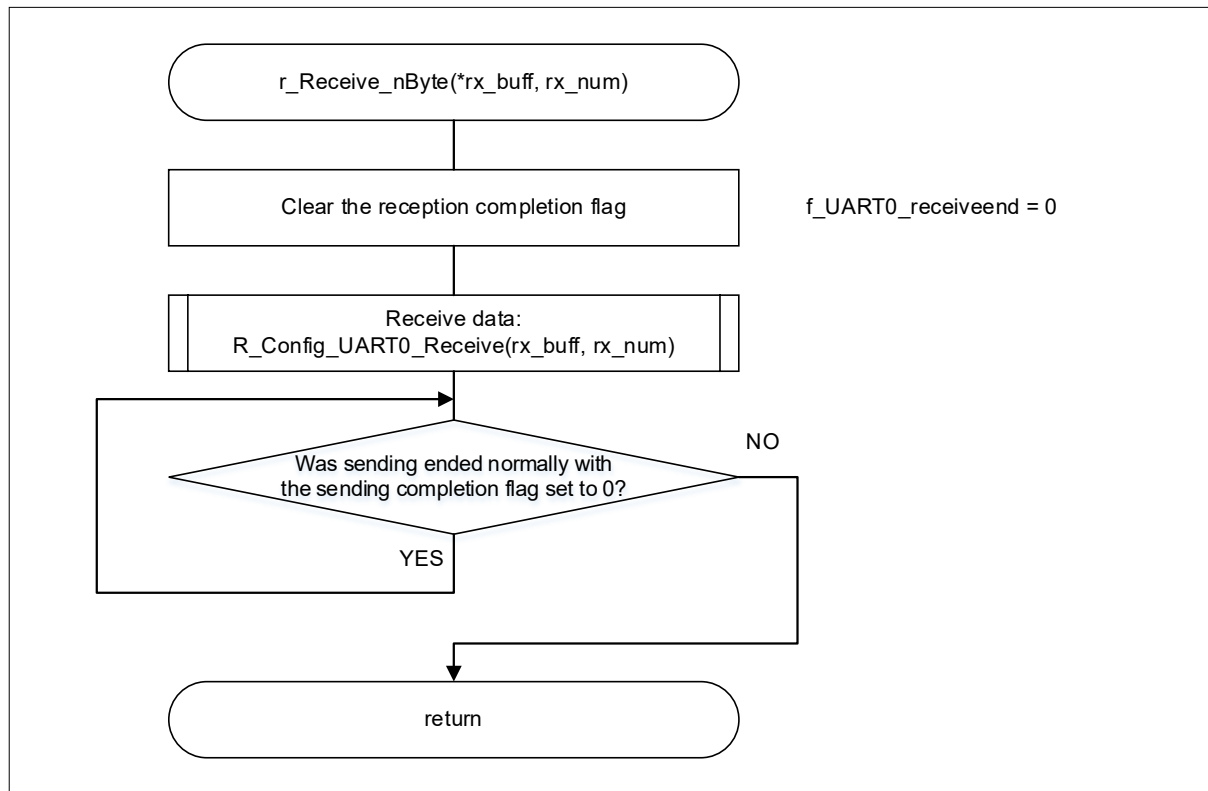 r_Receive_nByte(*rx_buff, rx_num)
Clear the reception completion flag
f_UART0_receiveend = 0
Receive data:
R_Config_UART0_Receive(rx_buff, rx_num)
NO
Was sending ended normally with
the sending completion flag set to 0?
YES
return